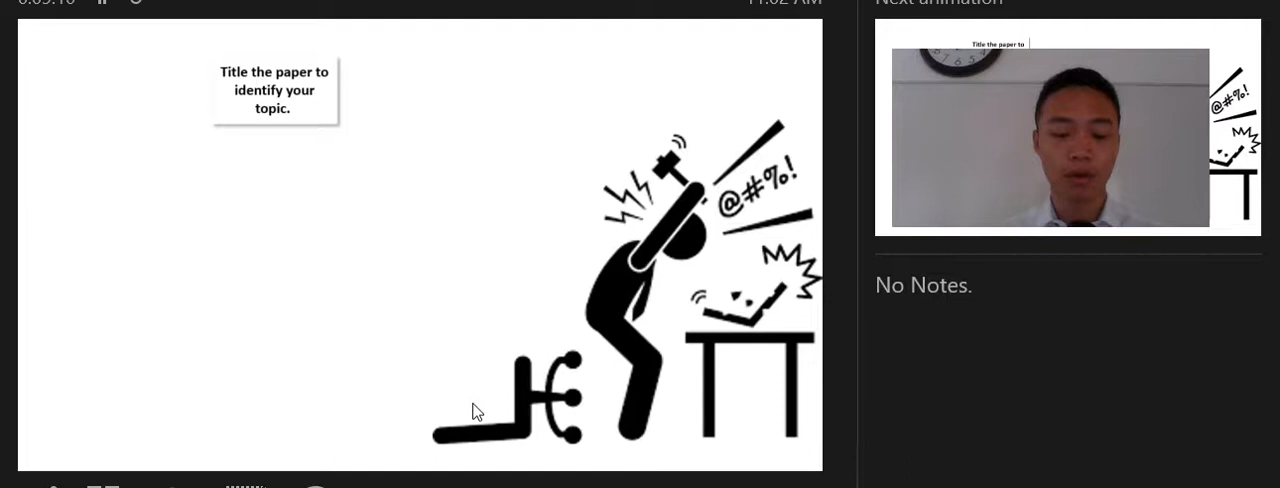 Next animation
Title the paper to
identify your
topic.
@#%!
Title the paper to
@#%!
No Notes.